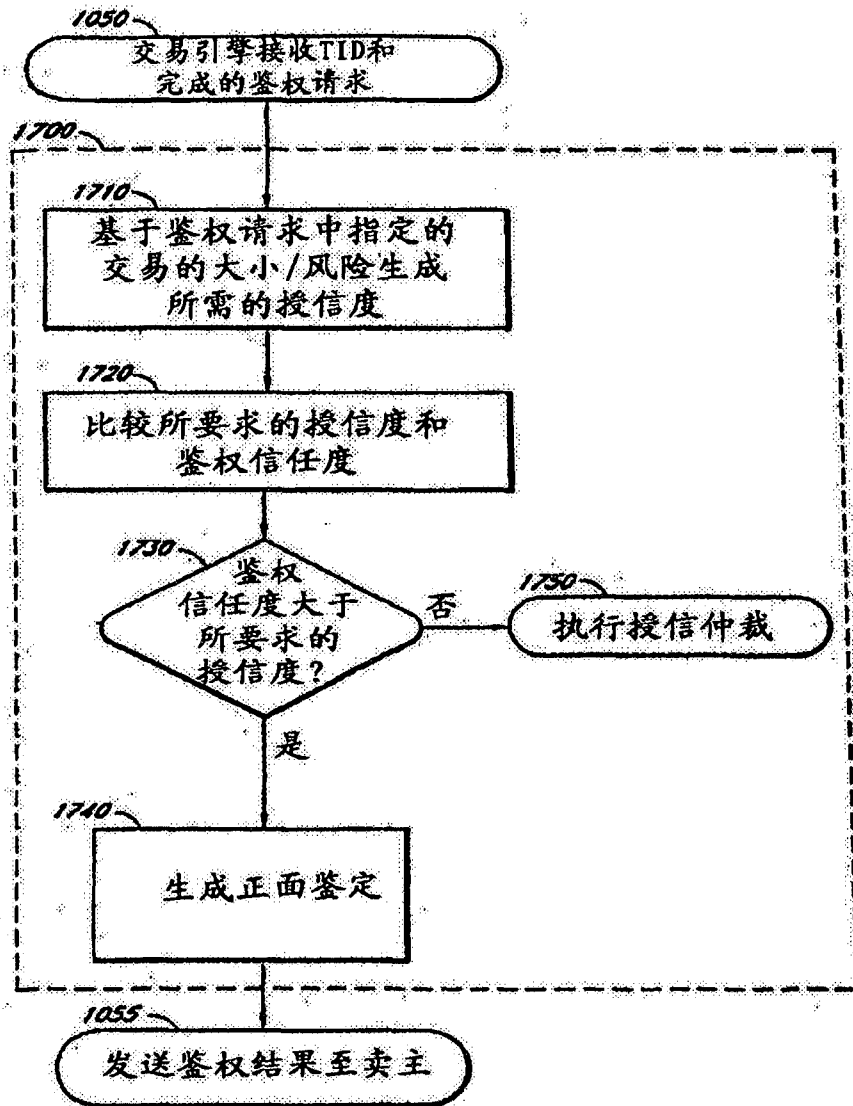 1050
交易引擎接收TID和
完成的鉴权请求
1700
1710
基于鉴权请求中指定的
交易的大小/风险生成
所需的授信度
1720
比较所要求的授信度和
鉴权信任度
1730
鉴权
信任度大于
所要求的
授信度?
否
1750
执行授信仲裁
是
1740
生成正面鉴定
1055
发送鉴权结果至卖主